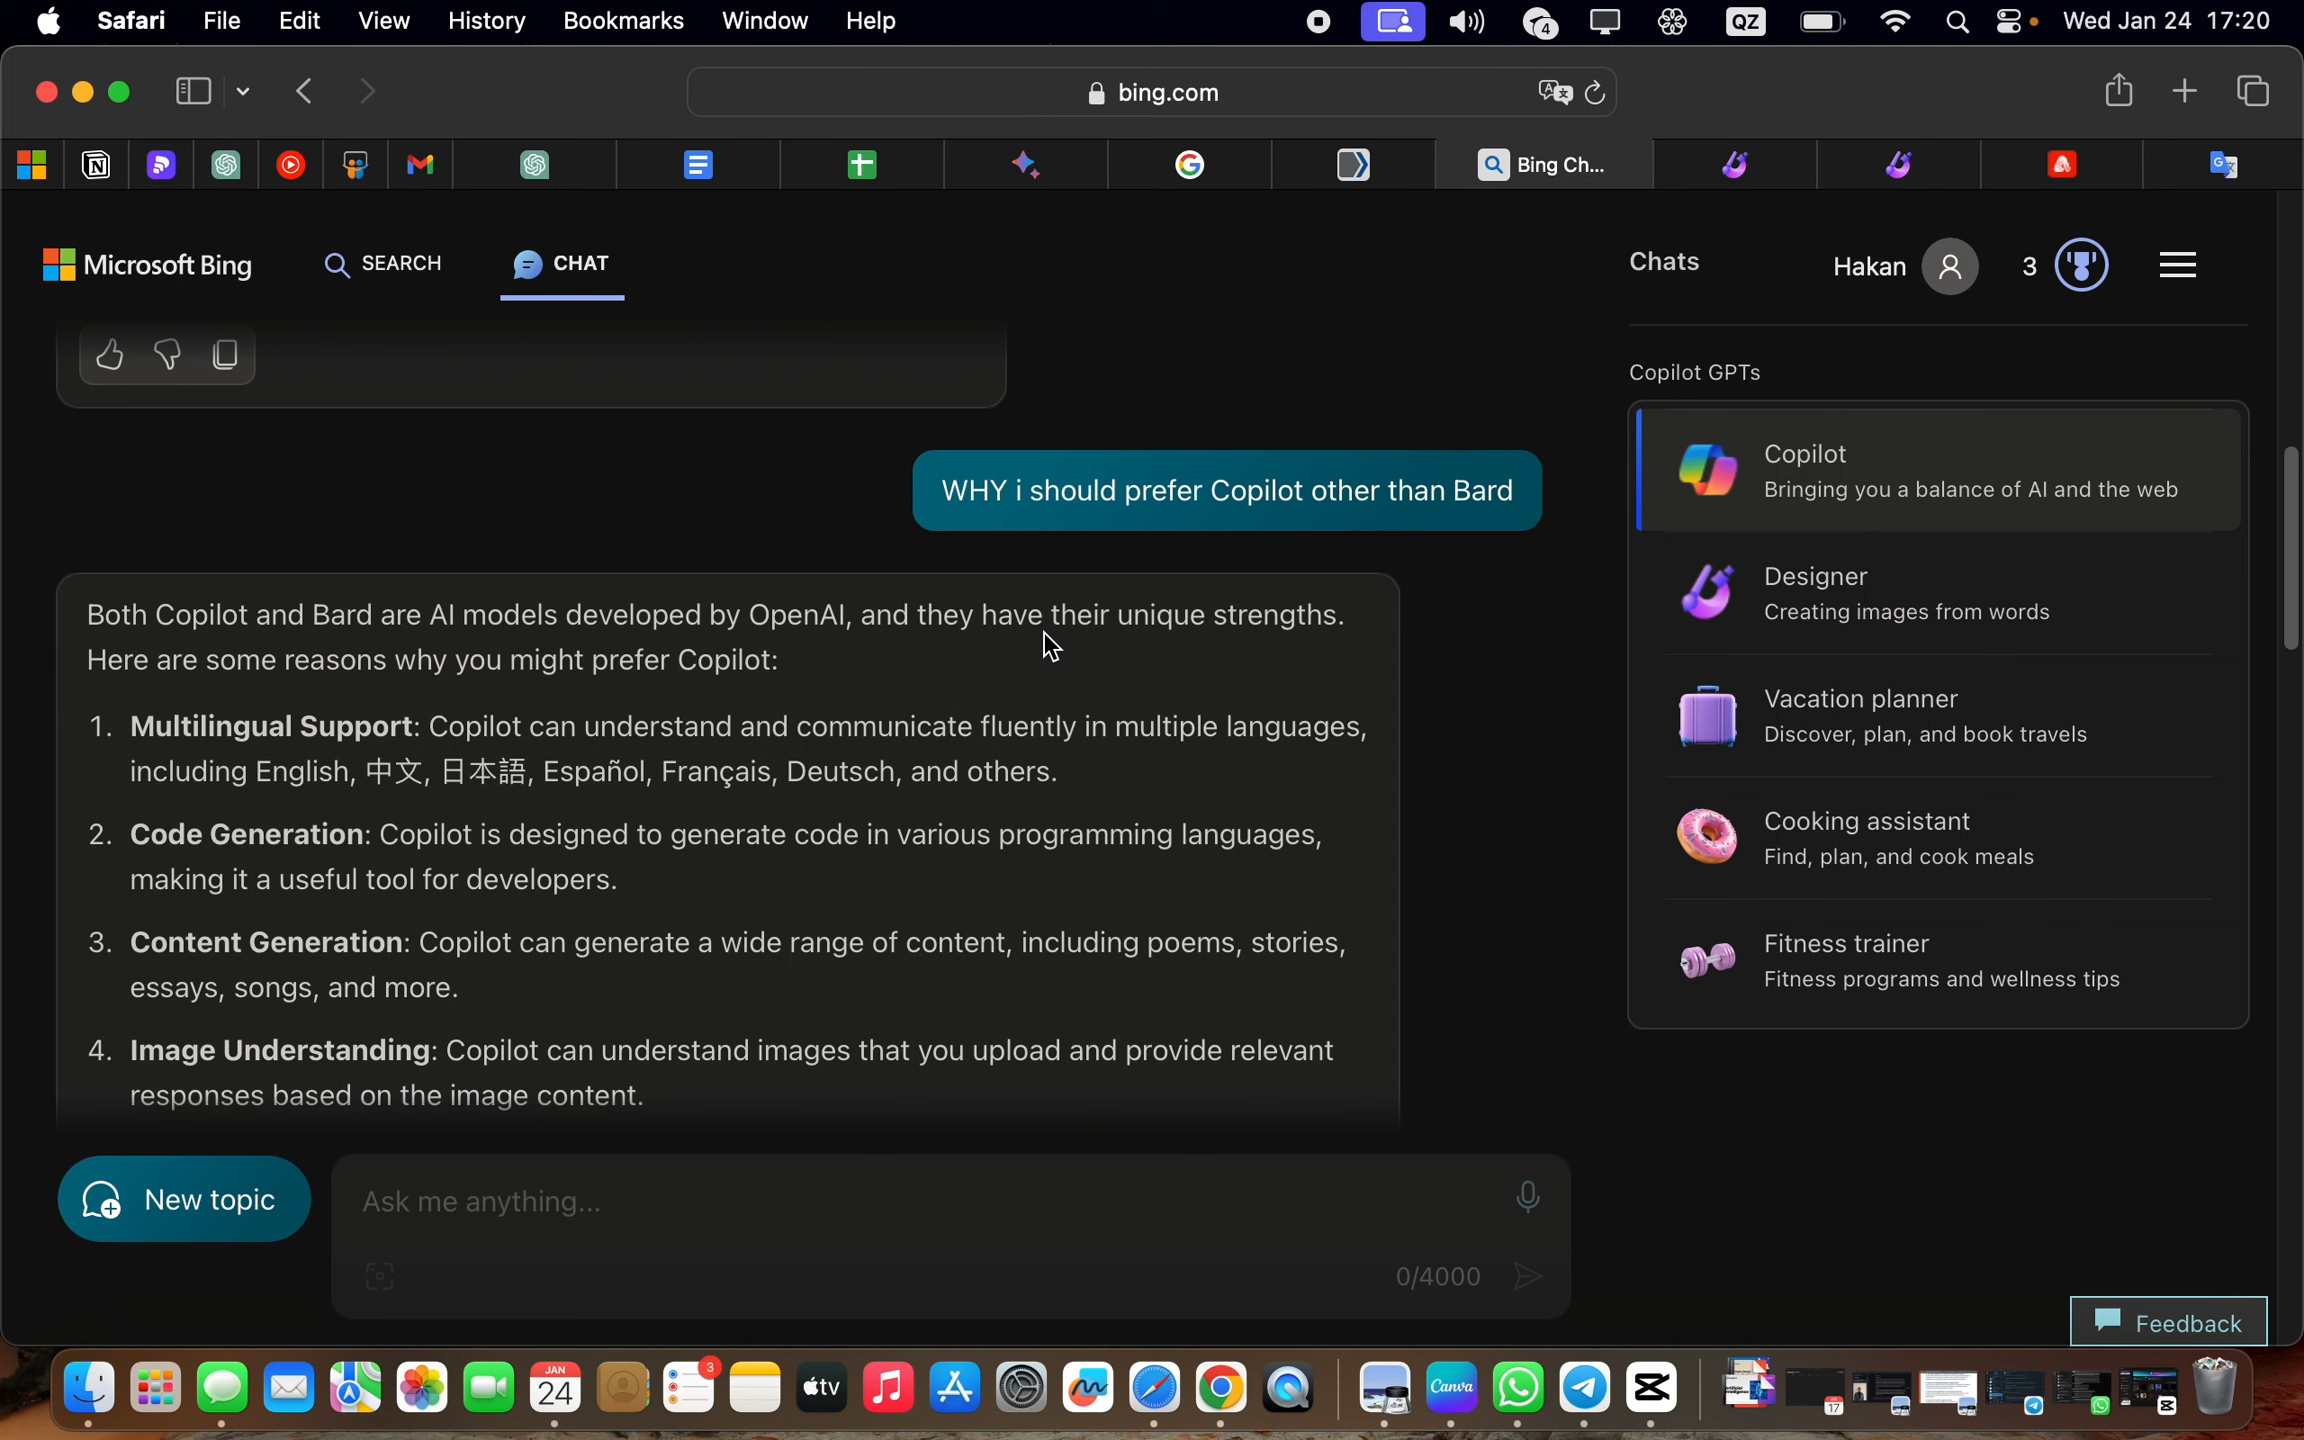 Safari File Edit View History Bookmarks Window Help 4 QZ Wed Jan 24 17:20
bing.com
Bing Ch...
Microsoft Bing SEARCH CHAT Chats Hakan 3
Copilot GPTs
WHY i should prefer Copilot other than Bard
Both Copilot and Bard are AI models developed by OpenAI, and they have their unique strengths.
Here are some reasons why you might prefer Copilot:
1. Multilingual Support: Copilot can understand and communicate fluently in multiple languages,
including English, 中文, 日本語, Español, Français, Deutsch, and others.
2. Code Generation: Copilot is designed to generate code in various programming languages,
making it a useful tool for developers.
3. Content Generation: Copilot can generate a wide range of content, including poems, stories,
essays, songs, and more.
4. Image Understanding: Copilot can understand images that you upload and provide relevant
responses based on the image content.
Copilot
Bringing you a balance of AI and the web
Designer
Creating images from words
Vacation planner
Discover, plan, and book travels
Cooking assistant
Find, plan, and cook meals
Fitness trainer
Fitness programs and wellness tips
New topic
Ask me anything...
0/4000
Feedback
JAN
24
3
tv
Canva
17